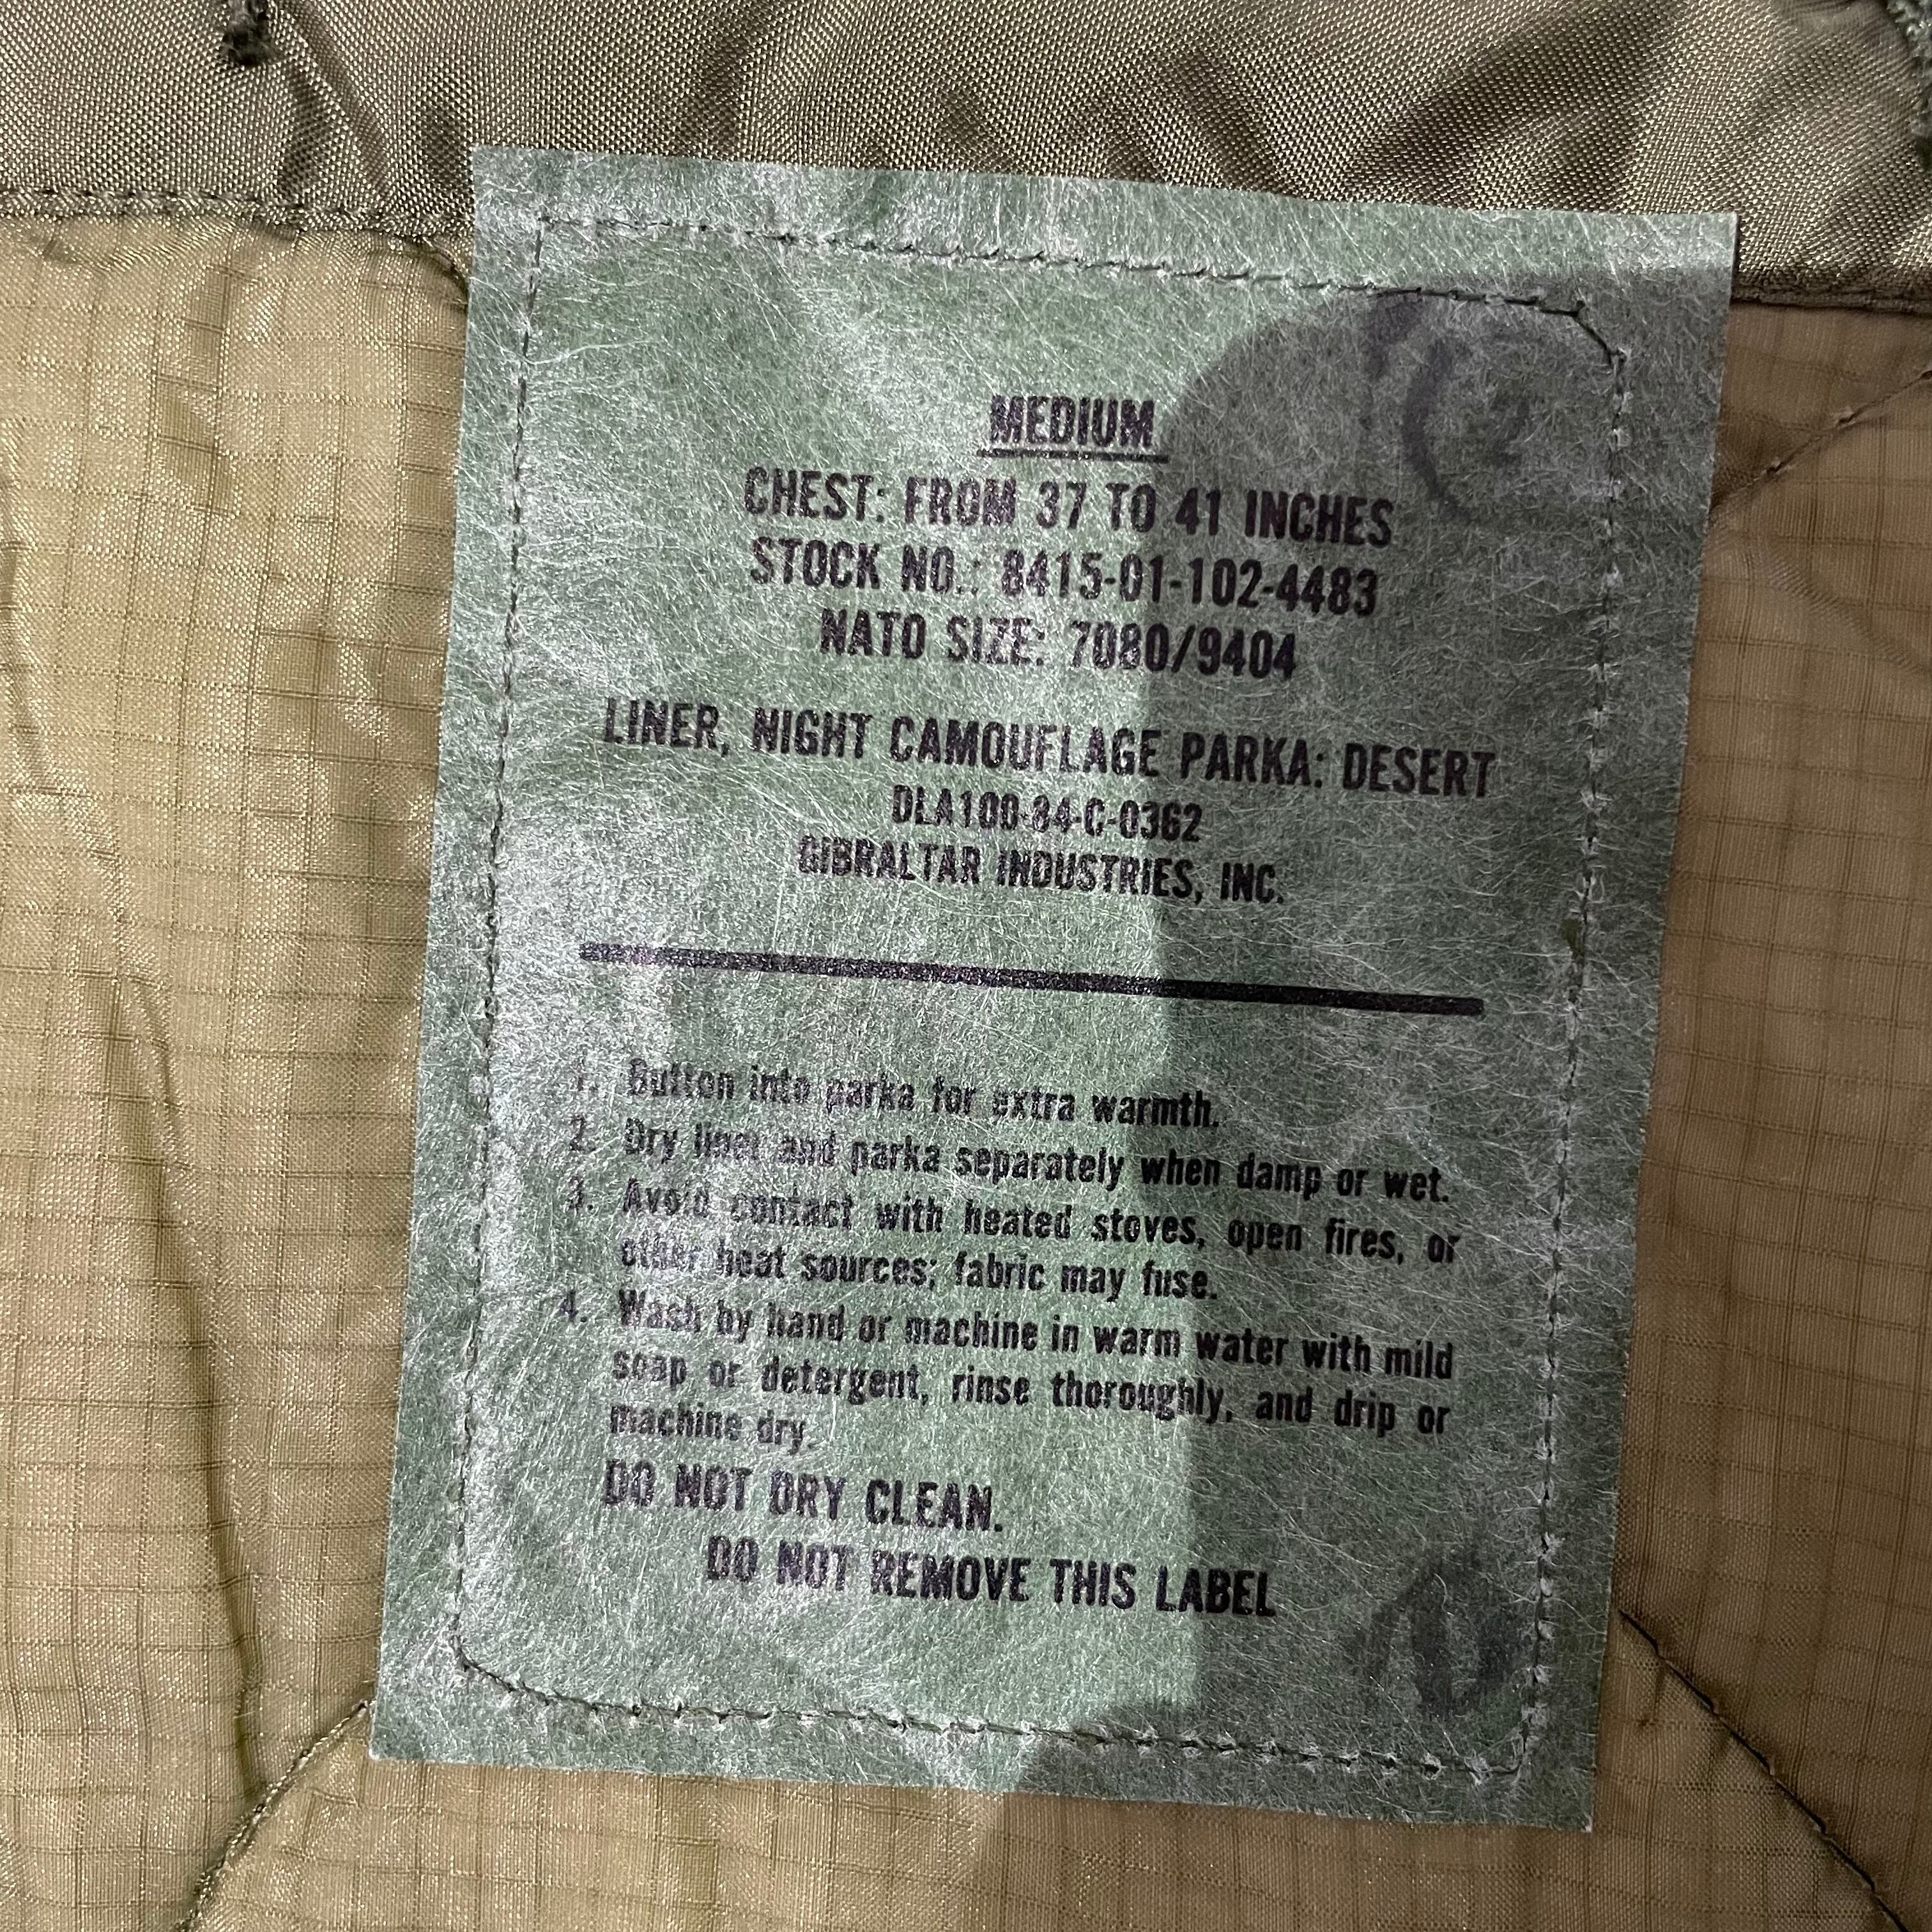 MEDIUM
CHEST: FROM 37 TO 41 INCHES
STOCK NO.: 8415-01-102-4483
NATO SIZE: 7080/9404
LINER, NIGHT CAMOUFLAGE PARKA: DESERT
DLA100-84-C-0362
GIBRALTAR INDUSTRIES, INC.
1. Button into parka for extra warmth.
2. Dry liner and parka separately when damp or wet.
3. Avoid contact with heated stoves, open fires, or
other heat sources; fabric may fuse.
4. Wash by hand or machine in warm water with mild
soap or detergent, rinse thoroughly, and drip or
machine dry.
DO NOT DRY CLEAN.
DO NOT REMOVE THIS LABEL